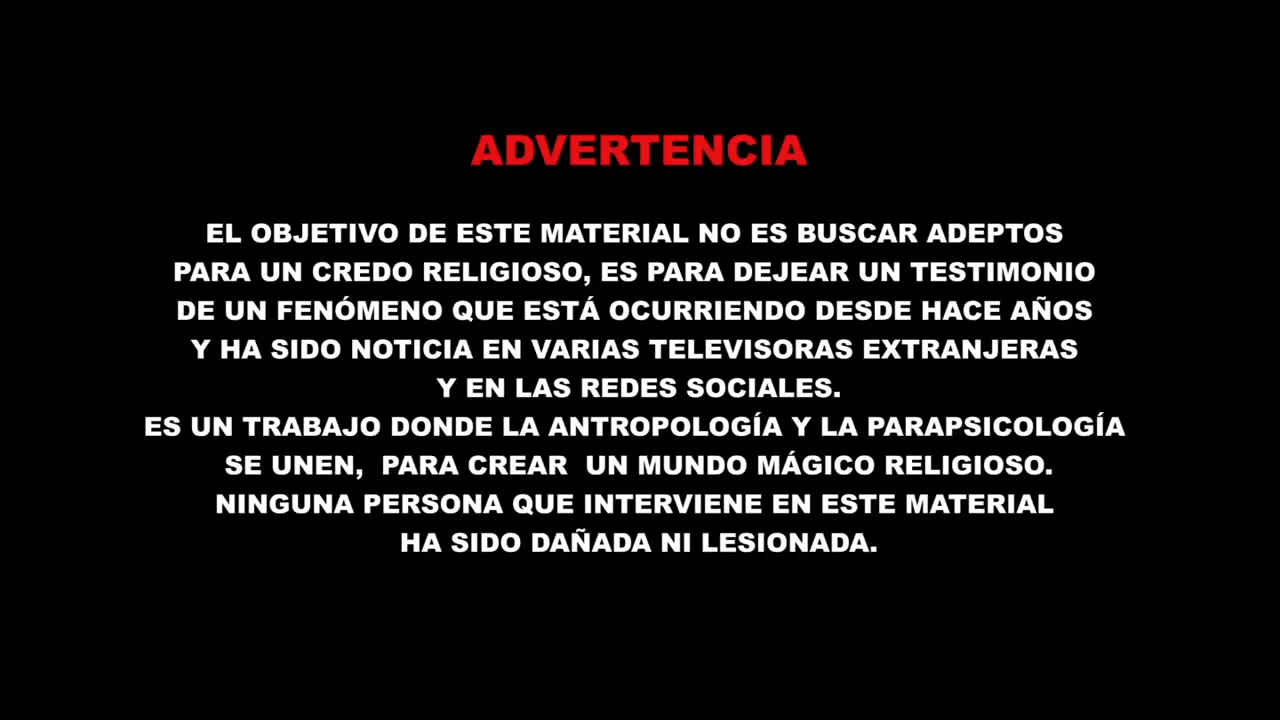 ADVERTENCIA
EL OBJETIVO DE ESTE MATERIAL NO ES BUSCAR ADEPTOS
PARA UN CREDO RELIGIOSO, ES PARA DEJEAR UN TESTIMONIO
DE UN FENÓMENO QUE ESTÁ OCURRIENDO DESDE HACE AÑOS
Y HA SIDO NOTICIA EN VARIAS TELEVISORAS EXTRANJERAS
Y EN LAS REDES SOCIALES.
ES UN TRABAJO DONDE LA ANTROPOLOGÍA Y LA PARAPSICOLOGÍA
SE UNEN, PARA CREAR UN MUNDO MÁGICO RELIGIOSO.
NINGUNA PERSONA QUE INTERVIENE EN ESTE MATERIAL
HA SIDO DAÑADA NI LESIONADA.